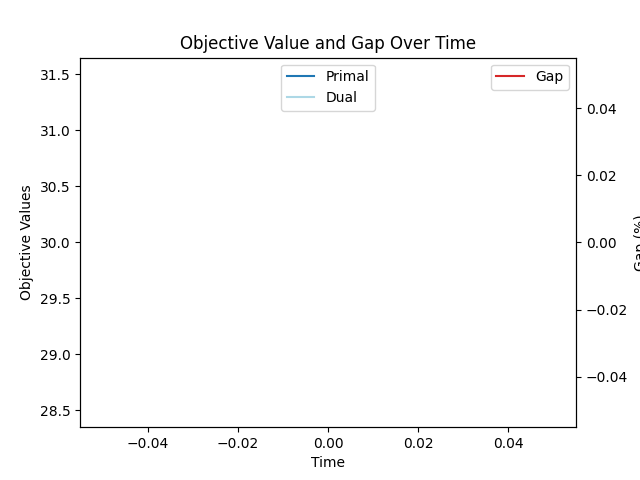 Objective Value and Gap Over Time
31.5
31.0
30.5
30.0
29.5
29.0
28.5
Objective Values
Primal
Dual
Gap
0.04
0.02
0.00
−0.02
−0.04
Gap (%)
−0.04
−0.02
0.00
0.02
0.04
Time